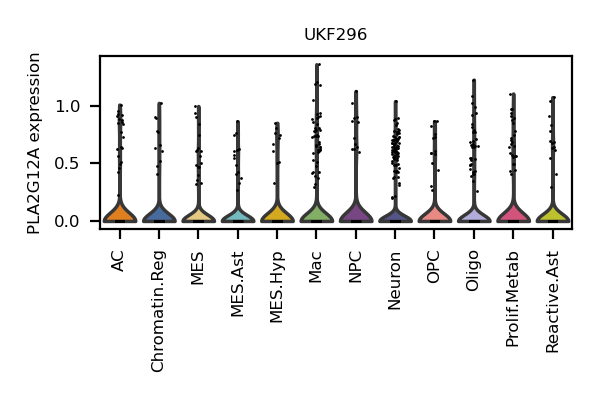 UKF296
PLA2G12A expression
1.0
0.5
0.0
AC
Chromatin.Reg
MES
MES.Ast
MES.Hyp
Mac
NPC
Neuron
OPC
Oligo
Prolif.Metab
Reactive.Ast